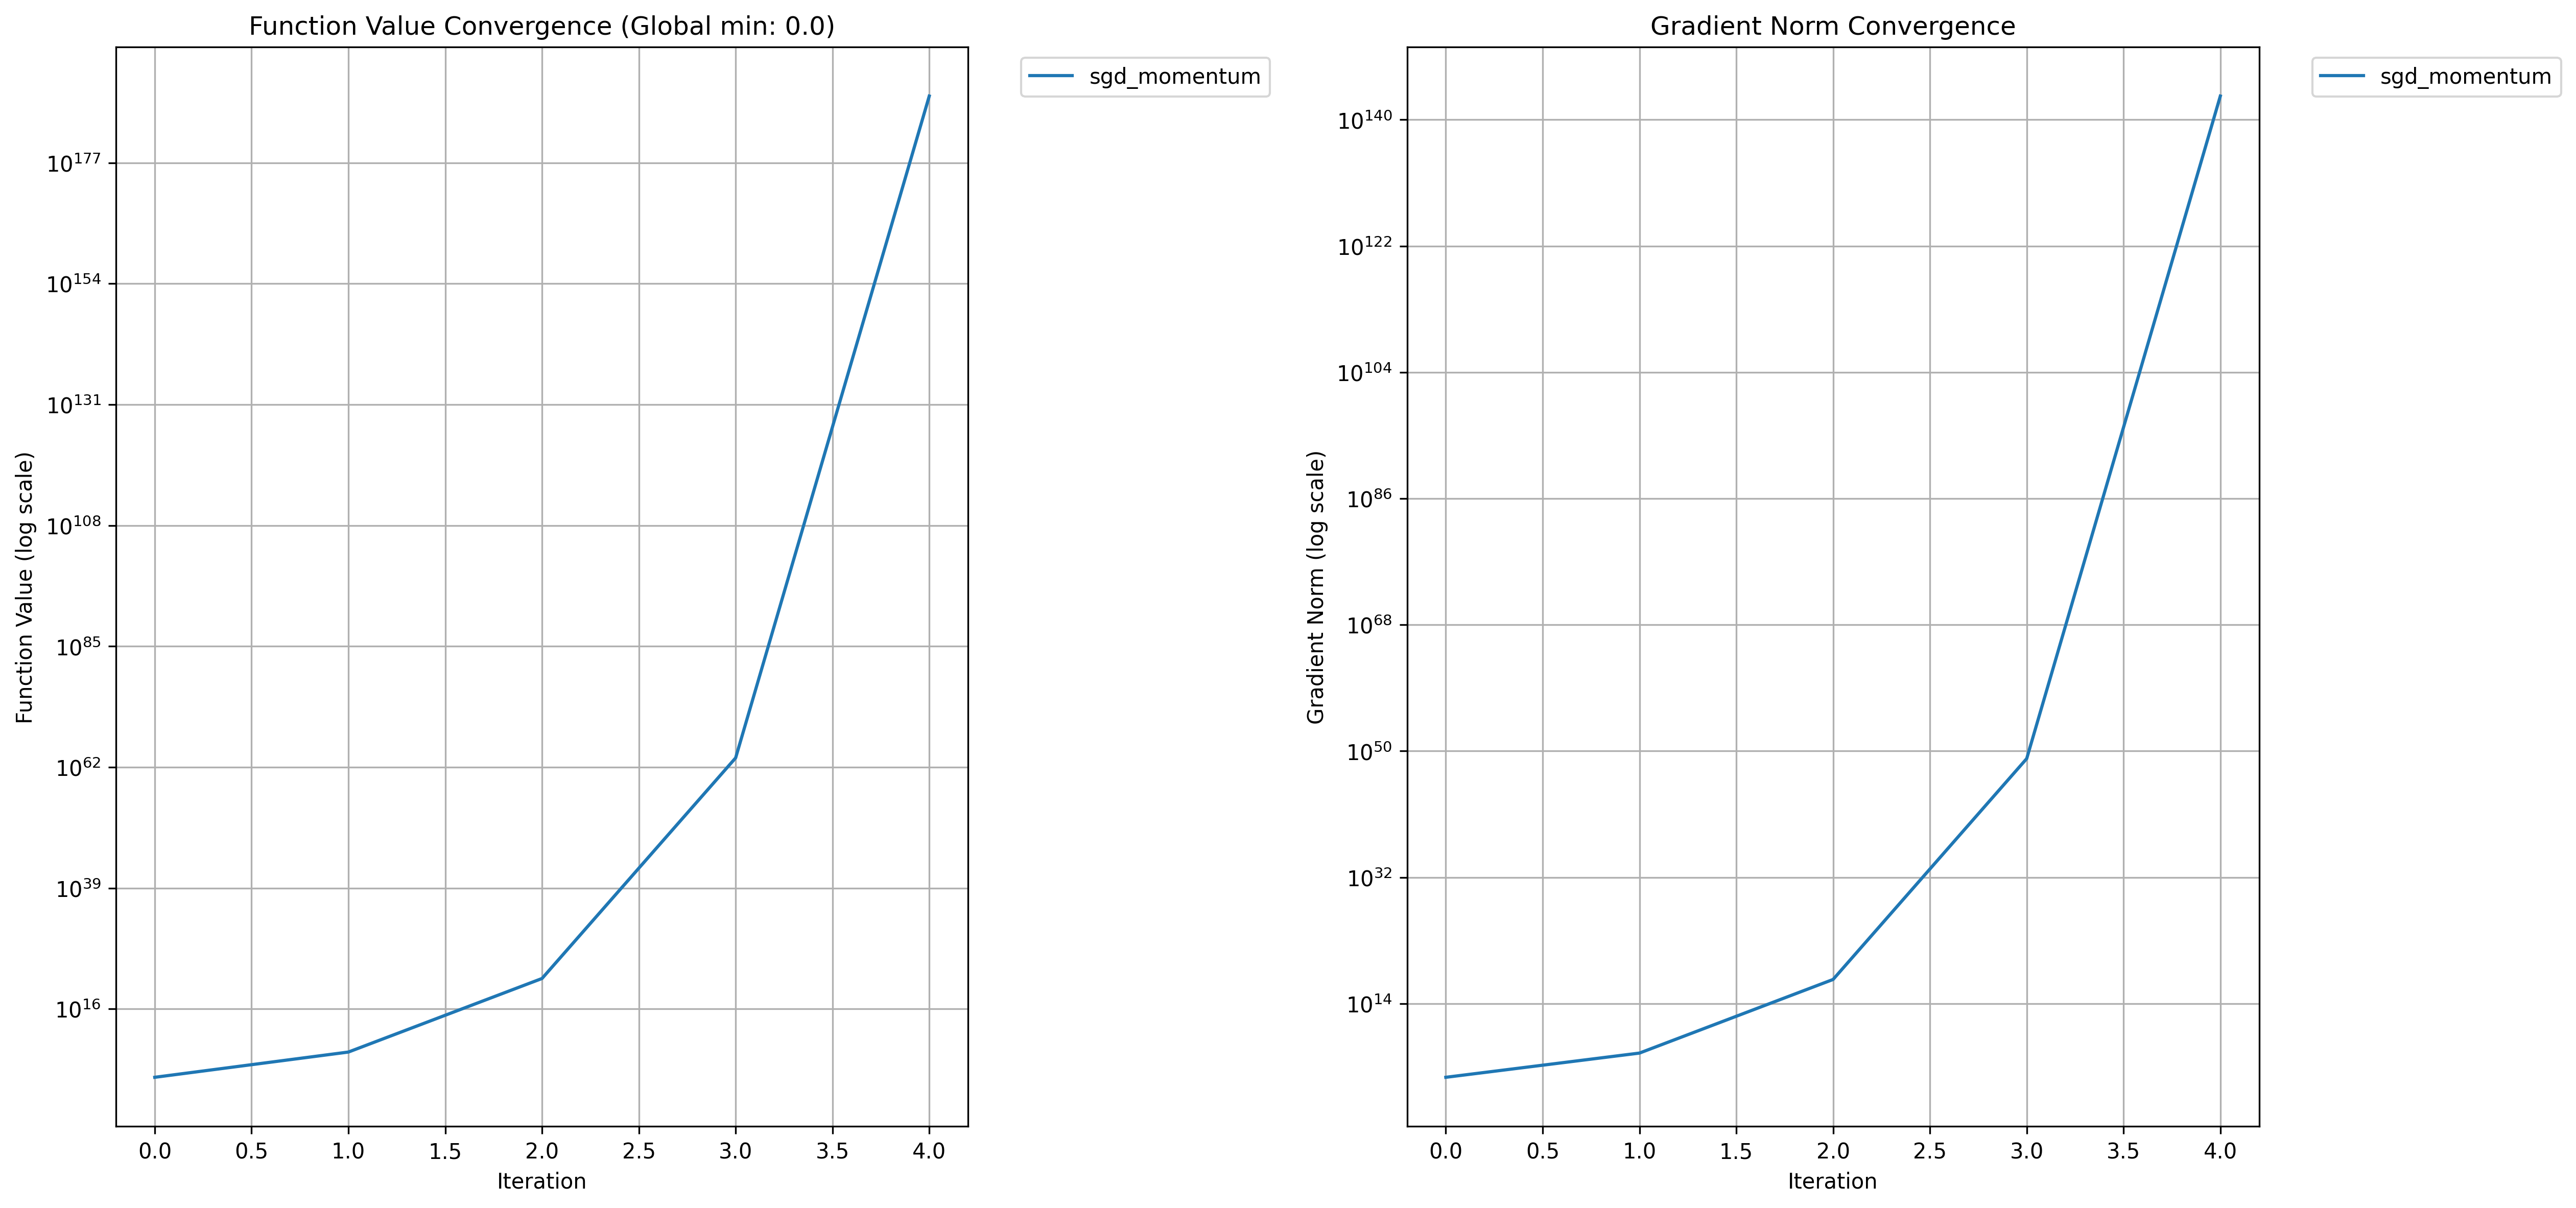 Function Value Convergence (Global min: 0.0)
sgd_momentum
Function Value (log scale)
10^177
10^154
10^131
10^108
10^85
10^62
10^39
10^16
0.0 0.5 1.0 1.5 2.0 2.5 3.0 3.5 4.0
Iteration
Gradient Norm Convergence
sgd_momentum
Gradient Norm (log scale)
10^140
10^122
10^104
10^86
10^68
10^50
10^32
10^14
0.0 0.5 1.0 1.5 2.0 2.5 3.0 3.5 4.0
Iteration